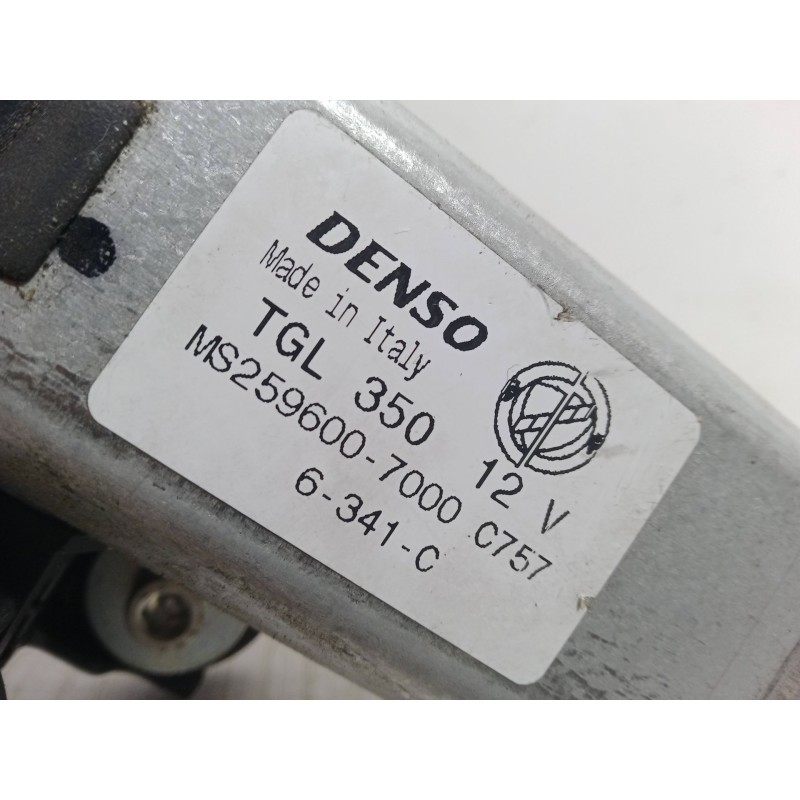 DENSO
Made in Italy
TGL 350 12 V
MS259600-7000 C757
6-341-C